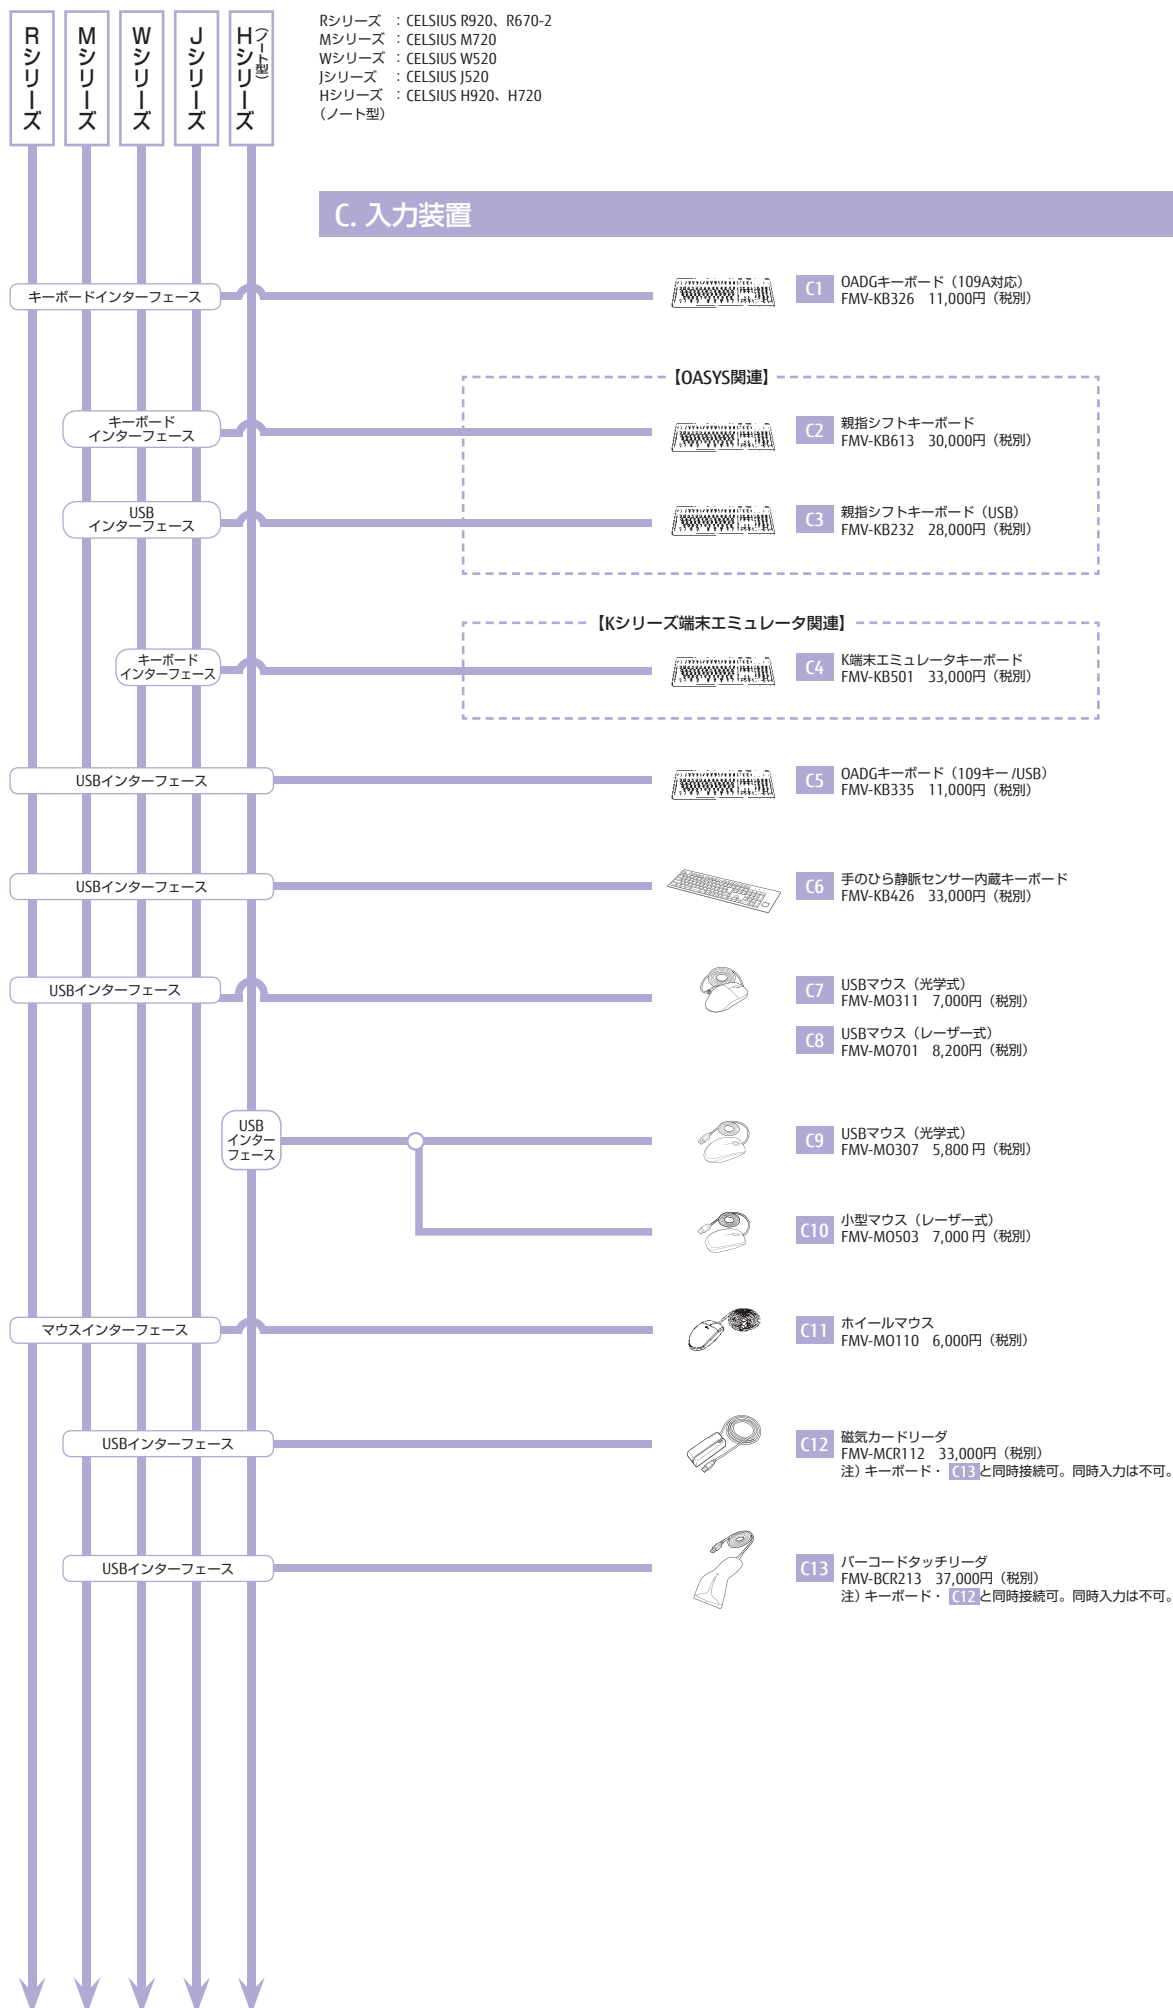 Rシリーズ
Mシリーズ
Wシリーズ
Jシリーズ
Hシリーズ（ノート型）
Rシリーズ ：CELSIUS R920、R670-2
Mシリーズ ：CELSIUS M720
Wシリーズ ：CELSIUS W520
Jシリーズ ：CELSIUS J520
Hシリーズ ：CELSIUS H920、H720
（ノート型）
C. 入力装置
キーボードインターフェース
C1 OADGキーボード（109A対応）
FMV-KB326 11,000円（税別）
【OASYS関連】
キーボード
インターフェース
C2 親指シフトキーボード
FMV-KB613 30,000円（税別）
USB
インターフェース
C3 親指シフトキーボード（USB）
FMV-KB232 28,000円（税別）
【Kシリーズ端末エミュレータ関連】
キーボード
インターフェース
C4 K端末エミュレータキーボード
FMV-KB501 33,000円（税別）
USBインターフェース
C5 OADGキーボード（109キー/USB）
FMV-KB335 11,000円（税別）
USBインターフェース
C6 手のひら静脈センサー内蔵キーボード
FMV-KB426 33,000円（税別）
USBインターフェース
C7 USBマウス（光学式）
FMV-MO311 7,000円（税別）
C8 USBマウス（レーザー式）
FMV-MO701 8,200円（税別）
USB
インター
フェース
C9 USBマウス（光学式）
FMV-MO307 5,800円（税別）
C10 小型マウス（レーザー式）
FMV-MO503 7,000円（税別）
マウスインターフェース
C11 ホイールマウス
FMV-MO110 6,000円（税別）
USBインターフェース
C12 磁気カードリーダ
FMV-MCR112 33,000円（税別）
注）キーボード・ C13 と同時接続可。同時入力は不可。
USBインターフェース
C13 バーコードタッチリーダ
FMV-BCR213 37,000円（税別）
注）キーボード・ C12 と同時接続可。同時入力は不可。